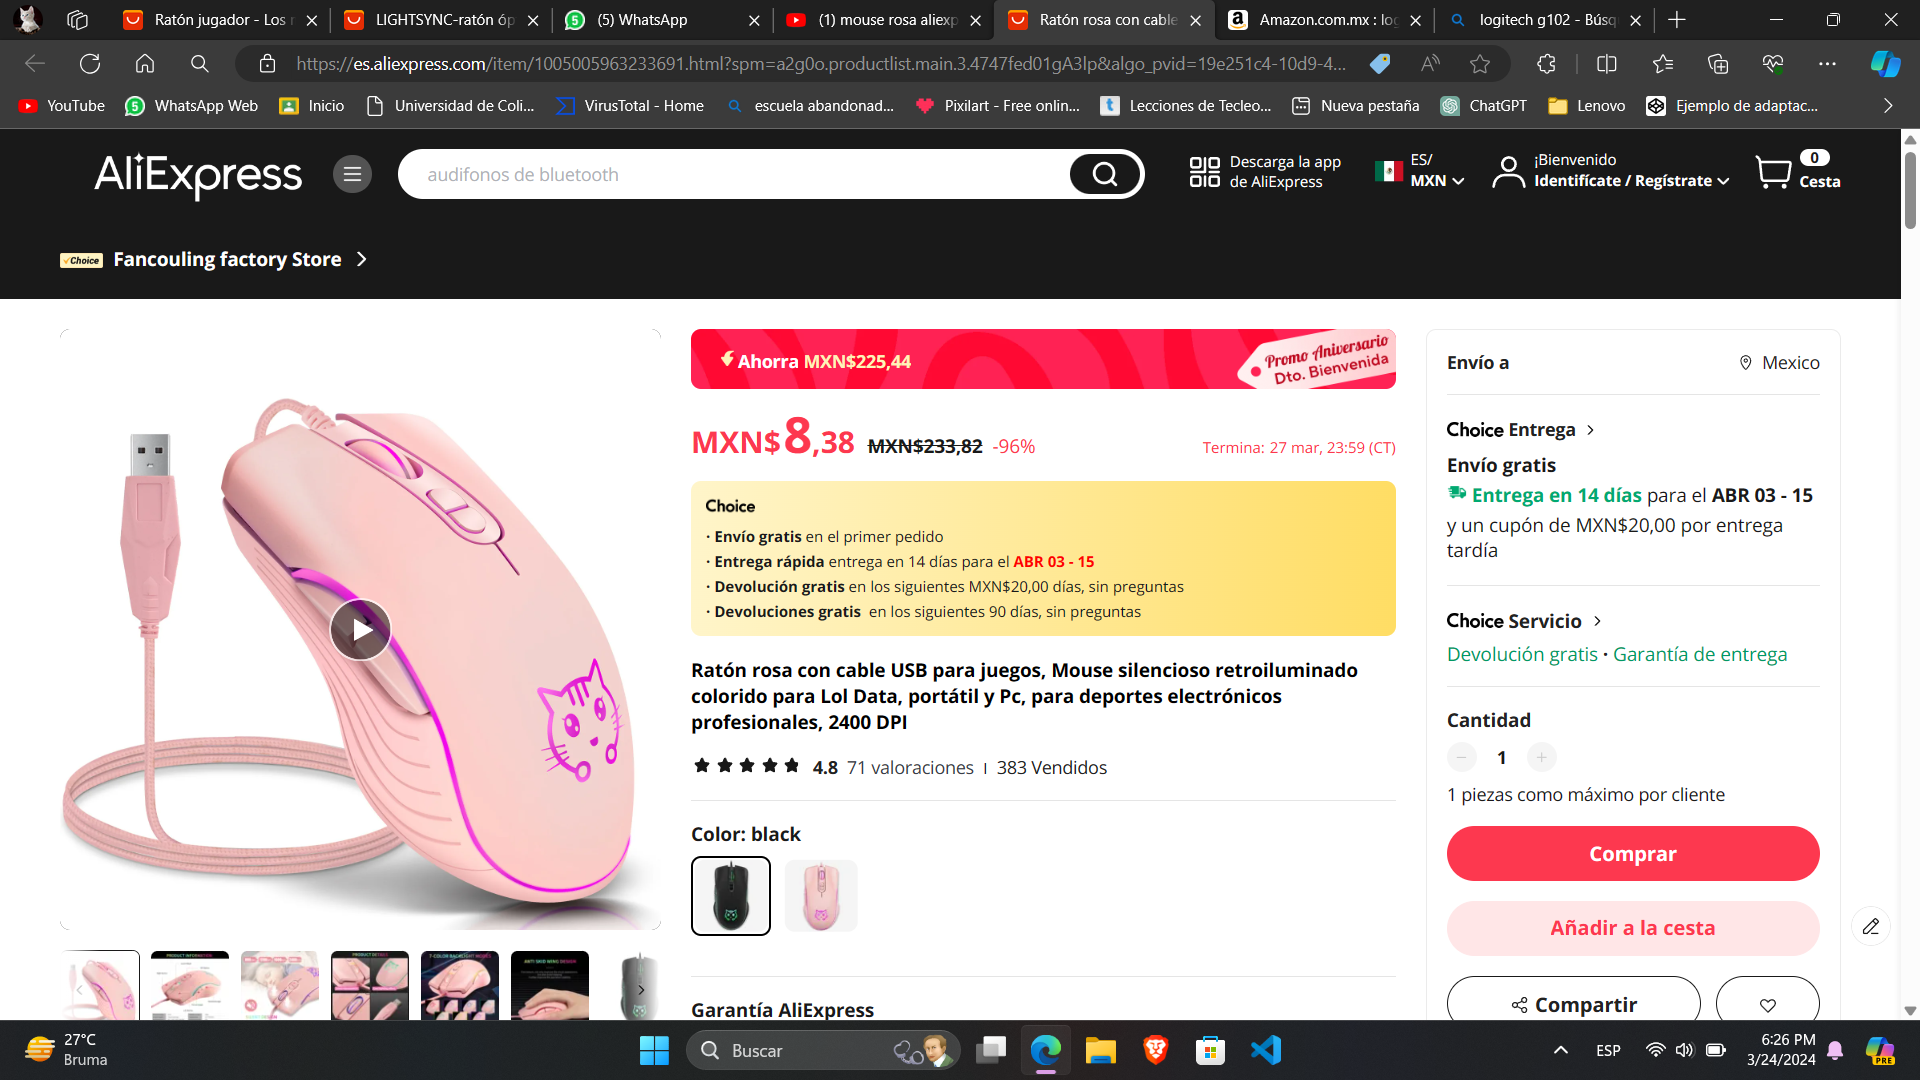 Ratón jugador - Los r
LIGHTSYNC-ratón óp
(5) WhatsApp
(1) mouse rosa aliexp
Ratón rosa con cable
Amazon.com.mx : log
logitech g102 - Búsq
https://es.aliexpress.com/item/1005005963233691.html?spm=a2g0o.productlist.main.3.4747fed01gA3lp&algo_pvid=19e251c4-10d9-4...
YouTube
WhatsApp Web
Inicio
Universidad de Coli...
VirusTotal - Home
escuela abandonad...
Pixilart - Free onlin...
Lecciones de Tecleo...
Nueva pestaña
ChatGPT
Lenovo
Ejemplo de adaptac...
AliExpress
audifonos de bluetooth
Descarga la app
de AliExpress
ES/
MXN
¡Bienvenido
Identifícate / Regístrate
0
Cesta
Choice
Fancouling factory Store
Ahorra MXN$225,44
Promo Aniversario
Dto. Bienvenida
MXN$8,38 MXN$233,82 -96%
Termina: 27 mar, 23:59 (CT)
Choice
· Envío gratis en el primer pedido
· Entrega rápida entrega en 14 días para el ABR 03 - 15
· Devolución gratis en los siguientes MXN$20,00 días, sin preguntas
· Devoluciones gratis en los siguientes 90 días, sin preguntas
Ratón rosa con cable USB para juegos, Mouse silencioso retroiluminado
colorido para Lol Data, portátil y Pc, para deportes electrónicos
profesionales, 2400 DPI
4.8 71 valoraciones | 383 Vendidos
Color: black
Garantía AliExpress
Envío a
Mexico
Choice Entrega
Envío gratis
Entrega en 14 días para el ABR 03 - 15
y un cupón de MXN$20,00 por entrega
tardía
Choice Servicio
Devolución gratis · Garantía de entrega
Cantidad
1
1 piezas como máximo por cliente
Comprar
Añadir a la cesta
Compartir
PRODUCT INFORMATION
PRODUCT DETAILS
7-COLOR BACKLIGHT MODES
27°C
Bruma
Buscar
ESP
6:26 PM
3/24/2024
PRE